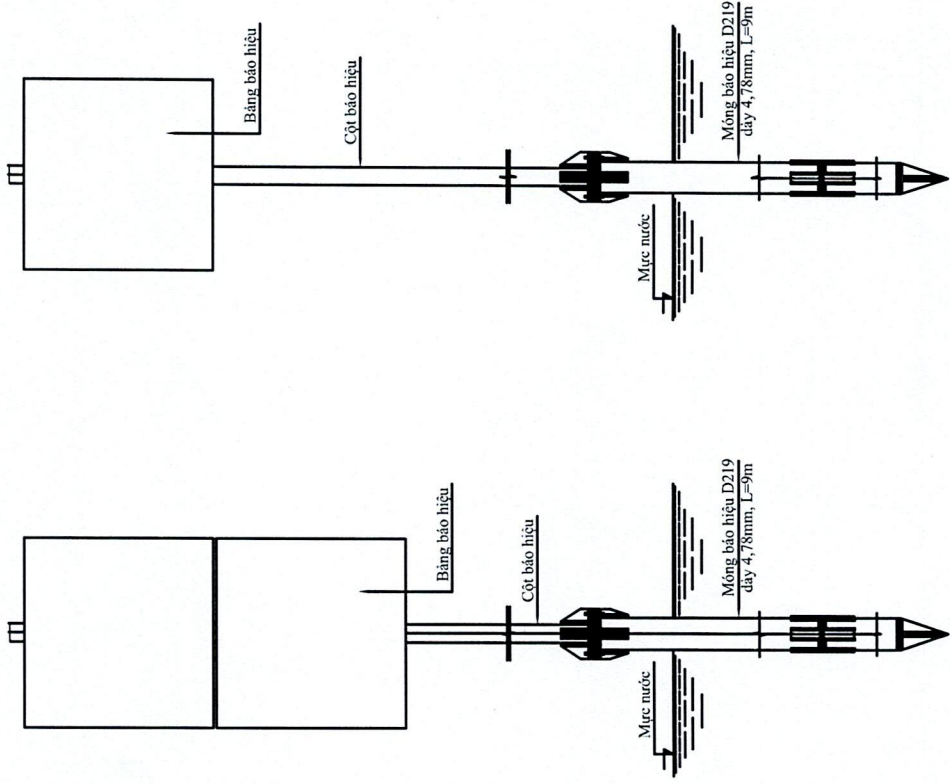 Bảng báo hiệu
Cột báo hiệu
Mực nước
Móng báo hiệu D219
dày 4,78mm, L=9m
Bảng báo hiệu
Cột báo hiệu
Mực nước
Móng báo hiệu D219
dày 4,78mm, L=9m